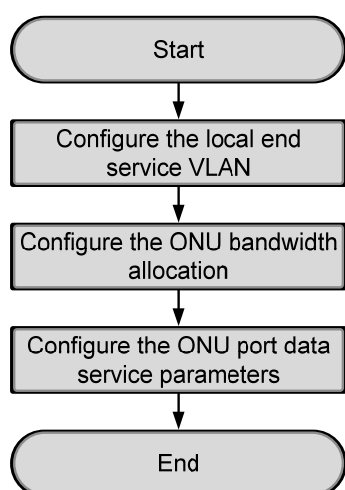 Start
Configure the local end
service VLAN
Configure the ONU bandwidth
allocation
Configure the ONU port data
service parameters
End